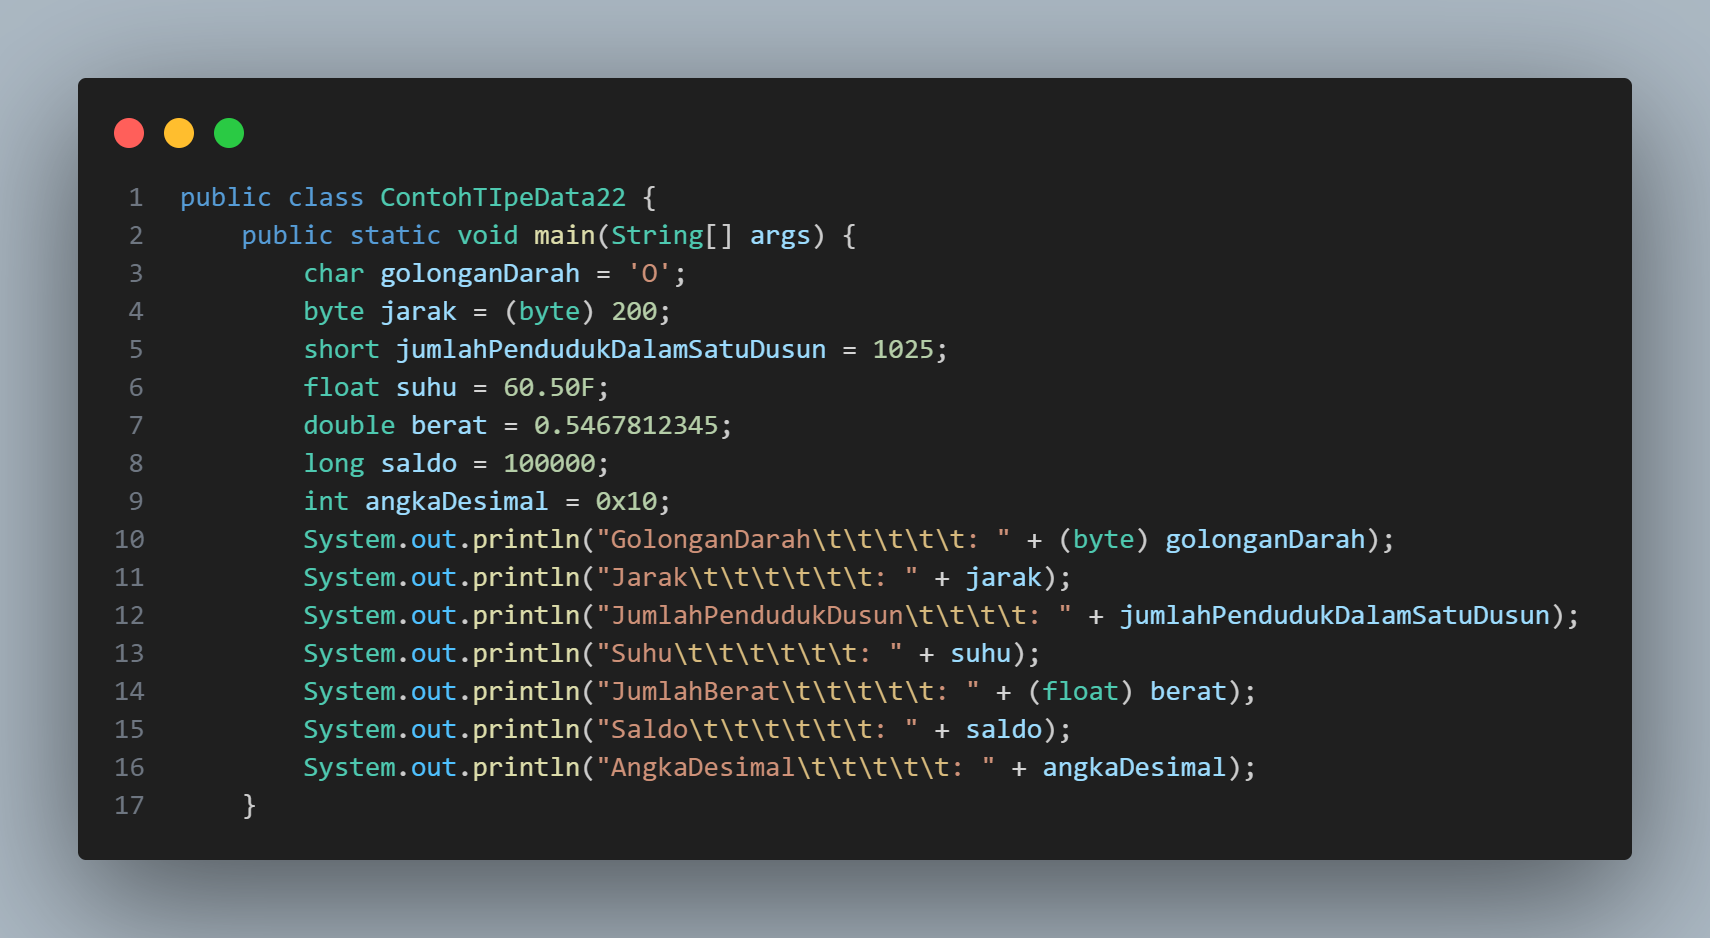 1 public class ContohTIpeData22 {
2     public static void main(String[] args) {
3         char golonganDarah = 'O';
4         byte jarak = (byte) 200;
5         short jumlahPendudukDalamSatuDusun = 1025;
6         float suhu = 60.50F;
7         double berat = 0.5467812345;
8         long saldo = 100000;
9         int angkaDesimal = 0x10;
10         System.out.println("GolonganDarah\t\t\t\t\t: " + (byte) golonganDarah);
11         System.out.println("Jarak\t\t\t\t\t\t: " + jarak);
12         System.out.println("JumlahPendudukDusun\t\t\t\t: " + jumlahPendudukDalamSatuDusun);
13         System.out.println("Suhu\t\t\t\t\t\t: " + suhu);
14         System.out.println("JumlahBerat\t\t\t\t\t: " + (float) berat);
15         System.out.println("Saldo\t\t\t\t\t\t: " + saldo);
16         System.out.println("AngkaDesimal\t\t\t\t\t: " + angkaDesimal);
17     }